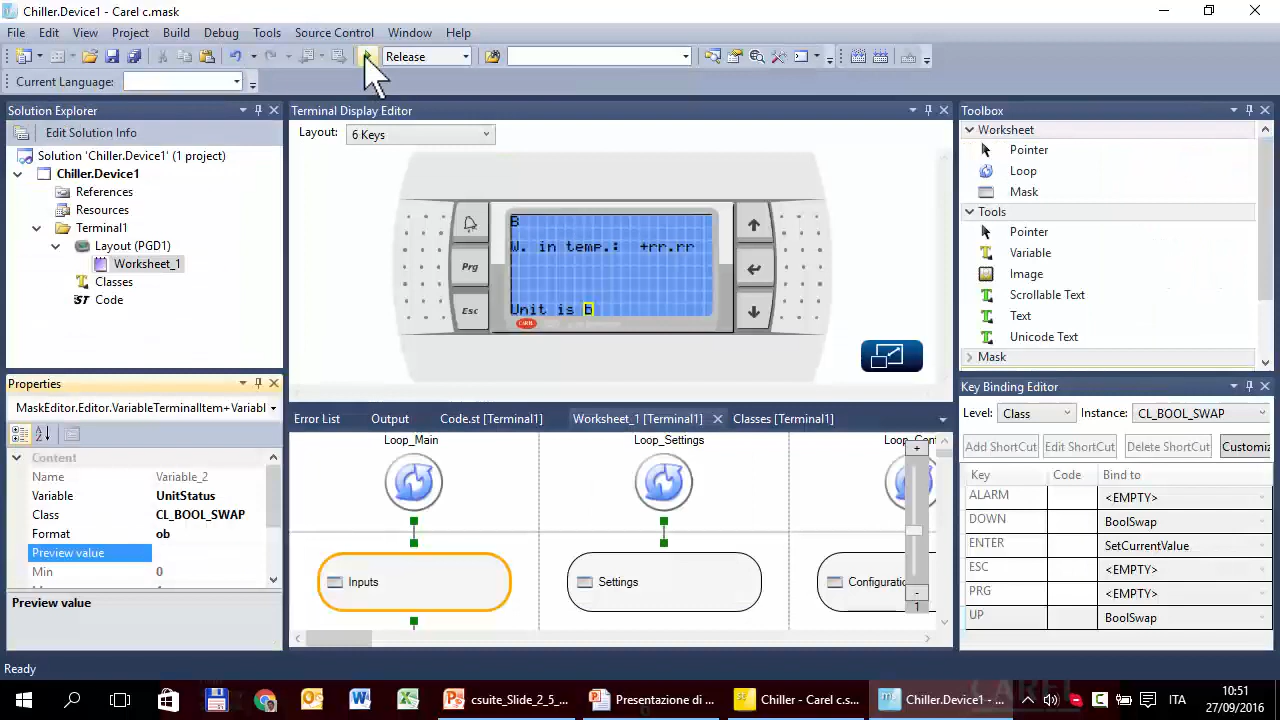 Chiller.Device1 - Carel c.mask
File Edit View Project Build Debug Tools Source Control Window Help
Release
Current Language:
Solution Explorer
Edit Solution Info
Solution 'Chiller.Device1' (1 project)
Chiller.Device1
References
Resources
Terminal1
Layout (PGD1)
Worksheet_1
Classes
ST Code
Properties
MaskEditor.Editor.VariableTerminalItem+Variabl
Content
Name Variable_2
Variable UnitStatus
Class CL_BOOL_SWAP
Format ob
Preview value
Min 0
Preview value
Terminal Display Editor
Layout: 6 Keys
B
W. in temp.: +rr.rr
Unit is b
Prg
Esc
CAREL
Error List Output Code.st [Terminal1] Worksheet_1 [Terminal1] Classes [Terminal1]
Loop_Main Loop_Settings
Inputs Settings
1
Toolbox
Worksheet
Pointer
Loop
Mask
Tools
Pointer
Variable
Image
Scrollable Text
Text
Unicode Text
Mask
Key Binding Editor
Level: Class Instance: CL_BOOL_SWAP
Add ShortCut Edit ShortCut Delete ShortCut Customiz
Key Code Bind to
ALARM <EMPTY>
DOWN BoolSwap
ENTER SetCurrentValue
ESC <EMPTY>
PRG <EMPTY>
UP BoolSwap
Ready
csuite_Slide_2_5_... Presentazione di ... Chiller - Carel c.s... Chiller.Device1 - ... ITA 10:51
27/09/2016